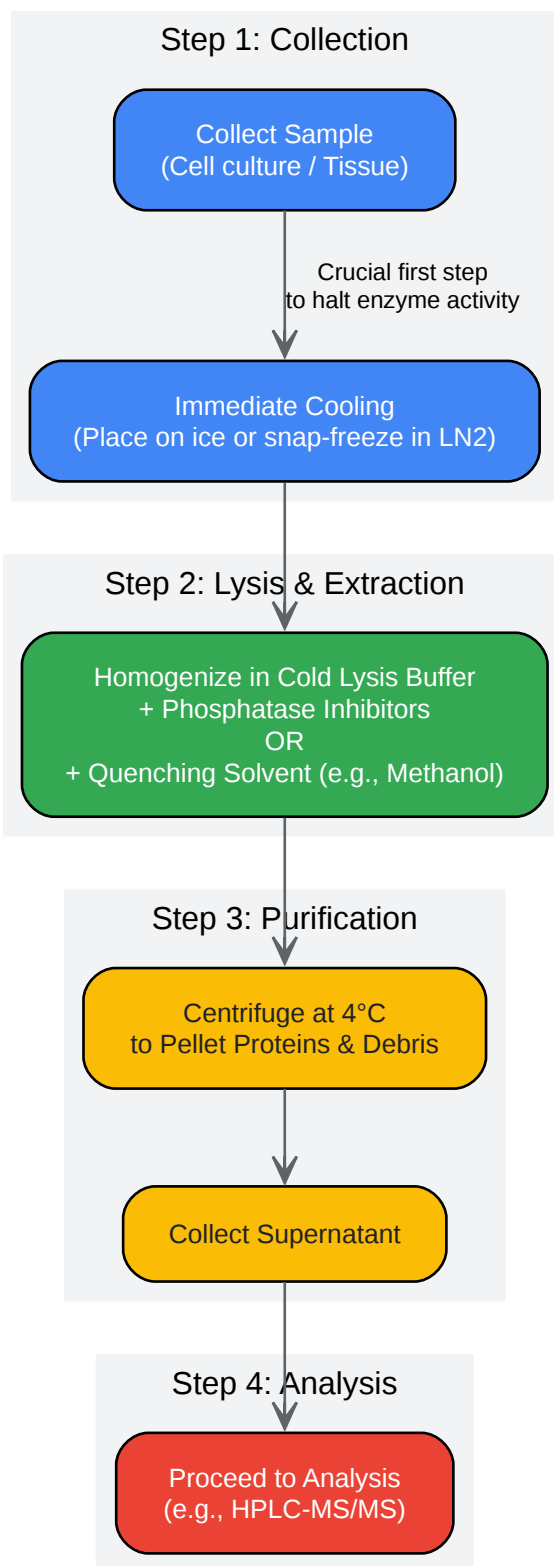 Step 1: Collection
Collect Sample
(Cell culture / Tissue)
Crucial first step
to halt enzyme activity
Immediate Cooling
(Place on ice or snap-freeze in LN2)
Step 2: Lysis & Extraction
Homogenize in Cold Lysis Buffer
+ Phosphatase Inhibitors
OR
+ Quenching Solvent (e.g., Methanol)
Step 3: Purification
Centrifuge at 4°C
to Pellet Proteins & Debris
Collect Supernatant
Step 4: Analysis
Proceed to Analysis
(e.g., HPLC-MS/MS)